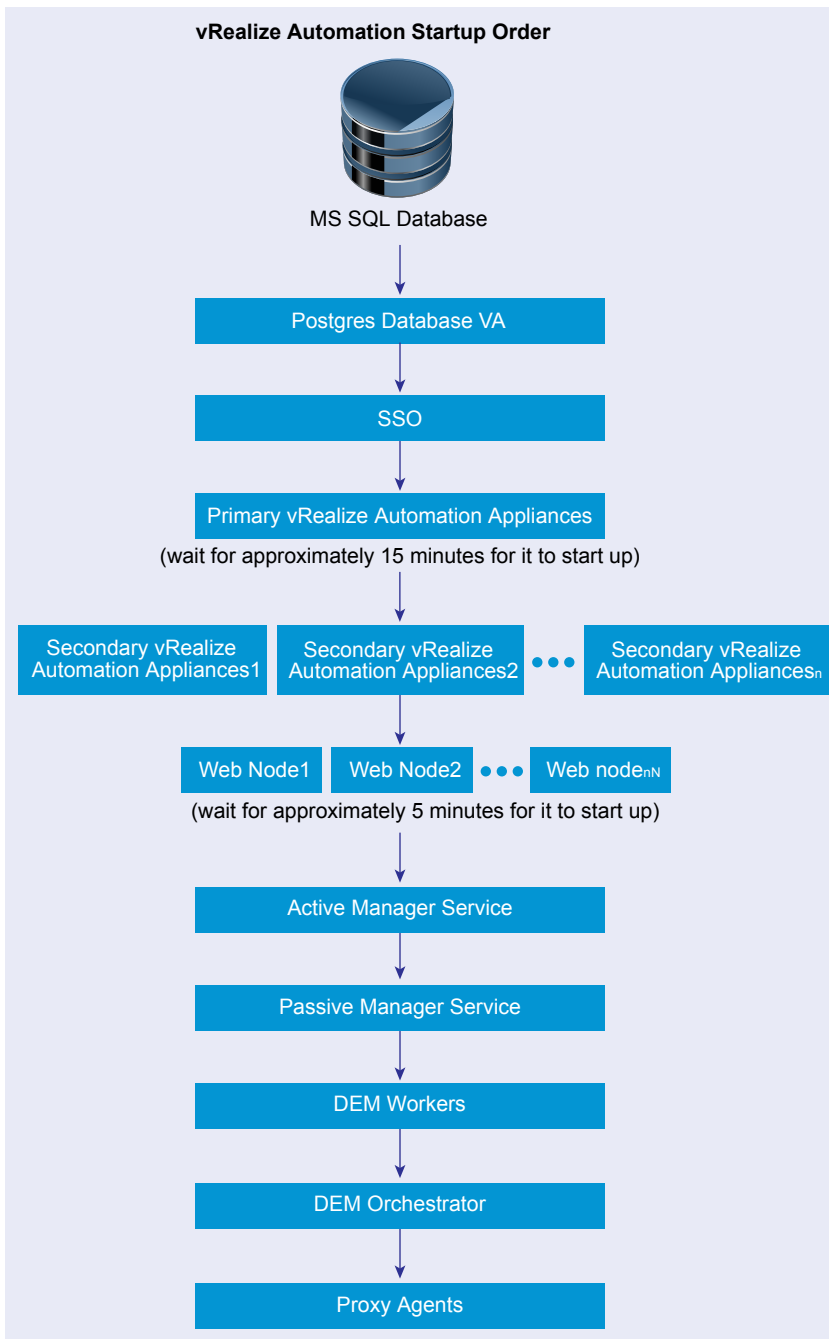 vRealize Automation Startup Order
MS SQL Database
Postgres Database VA
SSO
Primary vRealize Automation Appliances
(wait for approximately 15 minutes for it to start up)
Secondary vRealize
Automation Appliances1
Secondary vRealize
Automation Appliances2
Secondary vRealize
Automation Appliancesn
Web Node1
Web Node2
Web nodenN
(wait for approximately 5 minutes for it to start up)
Active Manager Service
Passive Manager Service
DEM Workers
DEM Orchestrator
Proxy Agents